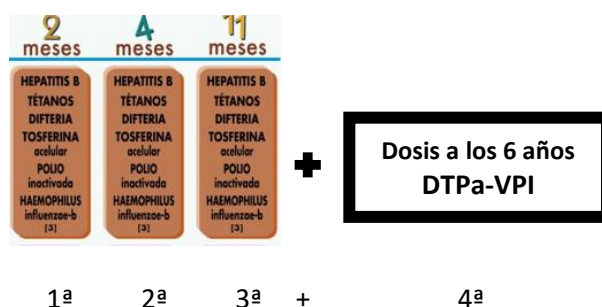 2 meses
4 meses
11 meses
HEPATITIS B
TÉTANOS
DIFTERIA
TOSFERINA
acelular
POLIO
inactivada
HAEMOPHILUS
influenzae-b
[3]
HEPATITIS B
TÉTANOS
DIFTERIA
TOSFERINA
acelular
POLIO
inactivada
HAEMOPHILUS
influenzae-b
[3]
HEPATITIS B
TÉTANOS
DIFTERIA
TOSFERINA
acelular
POLIO
inactivada
HAEMOPHILUS
influenzae-b
[3]
+
Dosis a los 6 años
DTPa-VPI
1ª 2ª 3ª + 4ª